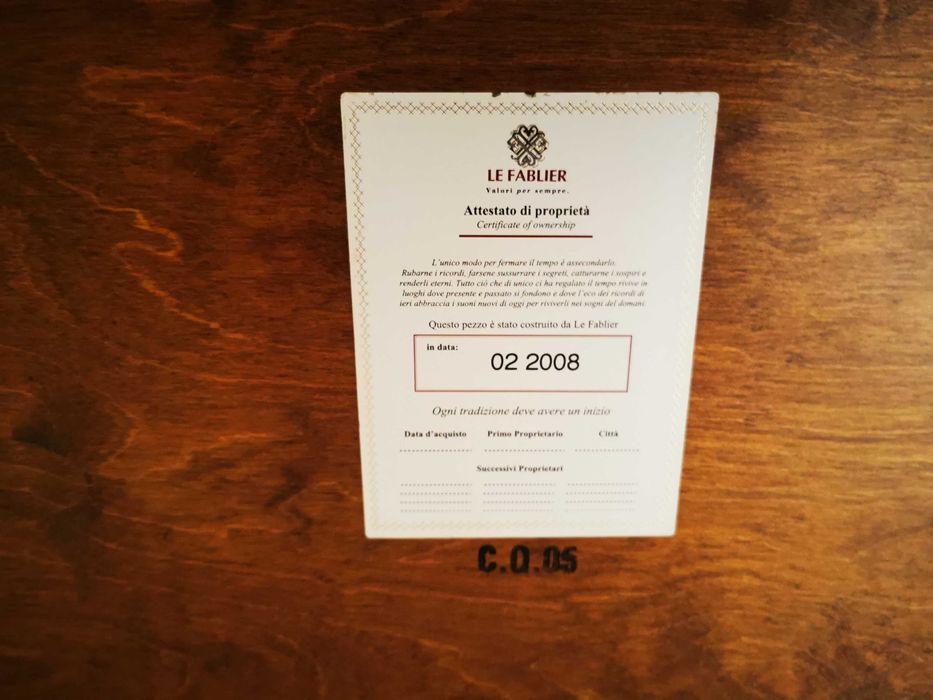 LE FABLIER
Valori per sempre.
Attestato di proprietà
Certificate of ownership
L'unico modo per fermare il tempo è assecondarlo.
Rubarne i ricordi, farsene sussurrare i segreti, catturarne i sospiri e
renderli eterni. Tutto ciò che di unico ci ha regalato il tempo rivive in
luoghi dove presente e passato si fondono e dove l'eco dei ricordi di
ieri abbraccia i suoni nuovi di oggi per riviverli nei sogni del domani.
Questo pezzo è stato costruito da Le Fablier
in data:
02 2008
Ogni tradizione deve avere un inizio
Data d'acquisto Primo Proprietario Città
Successivi Proprietari
C.Q.05